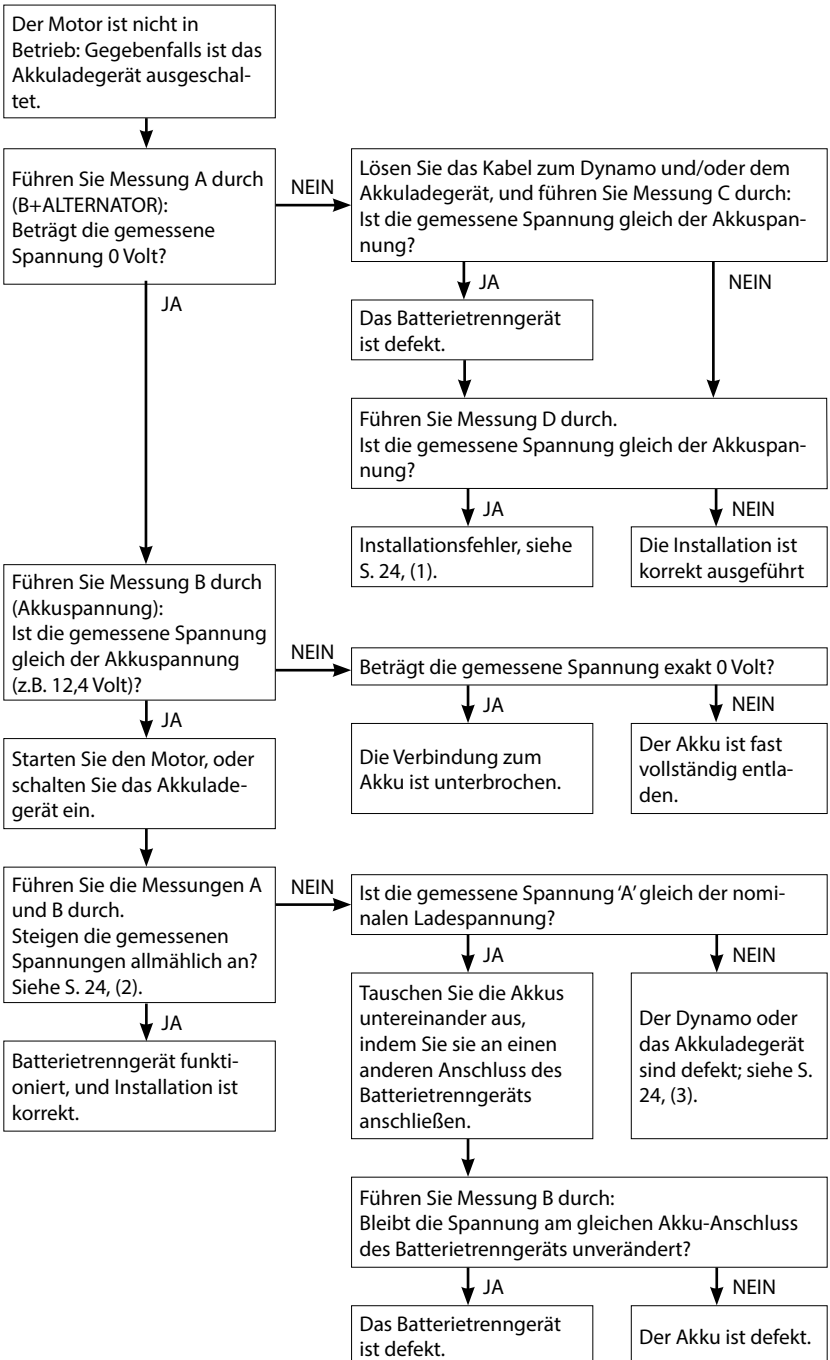 Der Motor ist nicht in
Betrieb: Gegebenfalls ist das
Akkuladegerät ausgeschal-
tet.
Führen Sie Messung A durch
(B+ALTERNATOR):
Beträgt die gemessene
Spannung 0 Volt?
NEIN
Lösen Sie das Kabel zum Dynamo und/oder dem
Akkuladegerät, und führen Sie Messung C durch:
Ist die gemessene Spannung gleich der Akkuspan-
nung?
JA
JA
NEIN
Das Batterietrenngerät
ist defekt.
Führen Sie Messung D durch.
Ist die gemessene Spannung gleich der Akkuspan-
nung?
JA
NEIN
Installationsfehler, siehe
S. 24, (1).
Die Installation ist
korrekt ausgeführt
Führen Sie Messung B durch
(Akkuspannung):
Ist die gemessene Spannung
gleich der Akkuspannung
(z.B. 12,4 Volt)?
NEIN
Beträgt die gemessene Spannung exakt 0 Volt?
JA
JA
NEIN
Die Verbindung zum
Akku ist unterbrochen.
Der Akku ist fast
vollständig entla-
den.
Starten Sie den Motor, oder
schalten Sie das Akkulade-
gerät ein.
Führen Sie die Messungen A
und B durch.
Steigen die gemessenen
Spannungen allmählich an?
Siehe S. 24, (2).
NEIN
Ist die gemessene Spannung ‘A’ gleich der nomi-
nalen Ladespannung?
JA
JA
NEIN
Batterietrenngerät funkti-
oniert, und Installation ist
korrekt.
Tauschen Sie die Akkus
untereinander aus,
indem Sie sie an einen
anderen Anschluss des
Batterietrenngeräts
anschließen.
Der Dynamo oder
das Akkuladegerät
sind defekt; siehe S.
24, (3).
Führen Sie Messung B durch:
Bleibt die Spannung am gleichen Akku-Anschluss
des Batterietrenngeräts unverändert?
JA
NEIN
Das Batterietrenngerät
ist defekt.
Der Akku ist defekt.